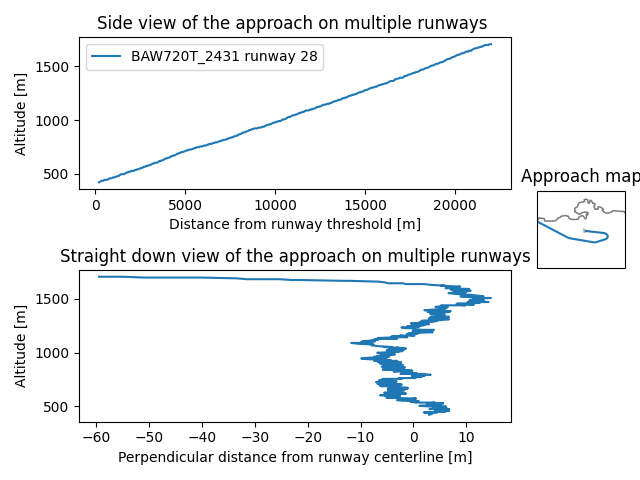 Side view of the approach on multiple runways
BAW720T_2431 runway 28
Altitude [m]
1500
1000
500
0
5000
10000
15000
20000
Distance from runway threshold [m]
Approach map
Straight down view of the approach on multiple runways
Altitude [m]
1500
1000
500
−60
−50
−40
−30
−20
−10
0
10
Perpendicular distance from runway centerline [m]